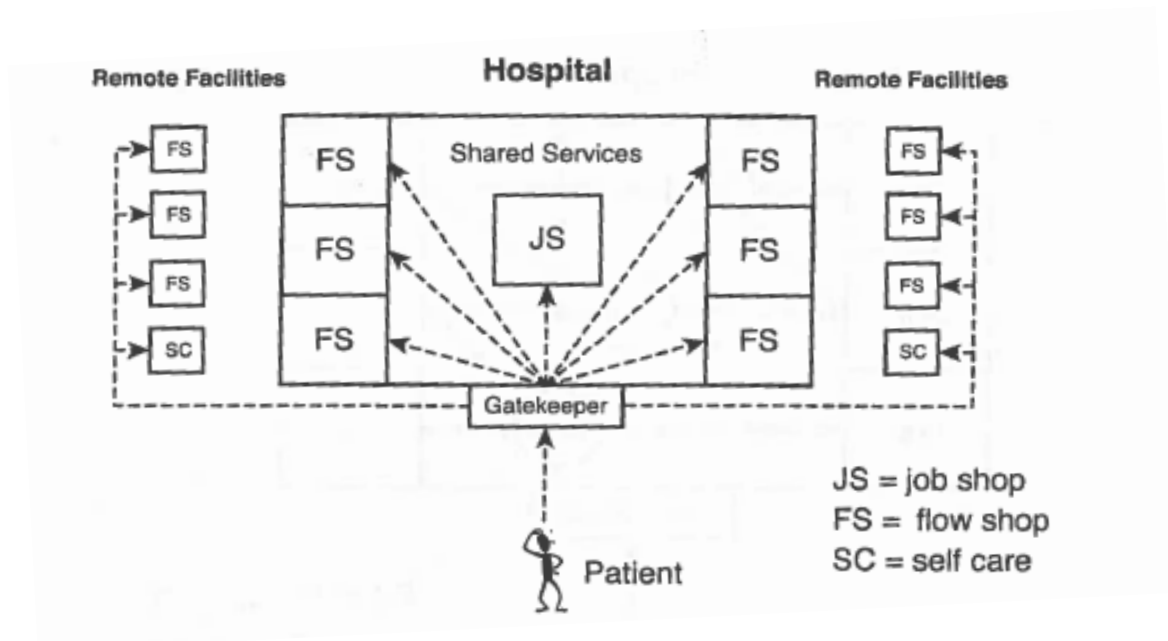 Hospital
Remote Facilities
Remote Facilities
FS
FS
FS
SC
FS
FS
FS
Shared Services
JS
FS
FS
FS
FS
FS
FS
SC
Gatekeeper
Patient
JS = job shop
FS = flow shop
SC = self care